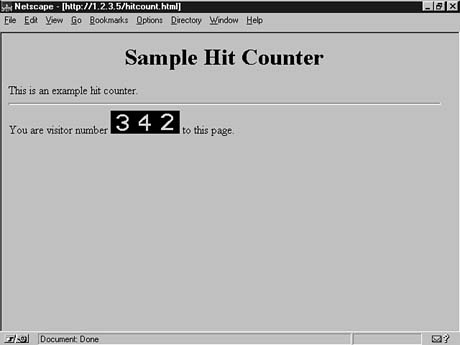 Netscape - [http://1.2.3.5/hitcount.html]
File Edit View Go Bookmarks Options Directory Window Help
Sample Hit Counter
This is an example hit counter.
You are visitor number 342 to this page.
Document: Done